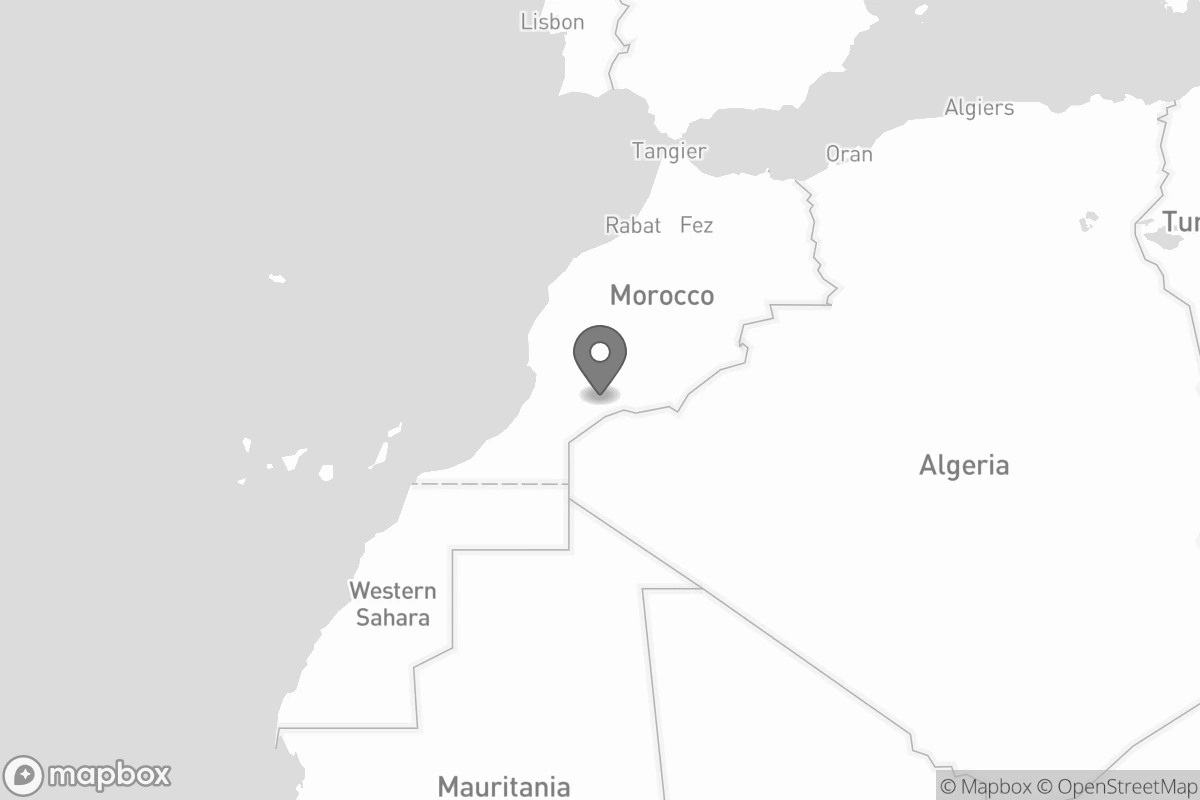 Lisbon
Algiers
Tangier
Oran
Tur
Rabat Fez
Morocco
Algeria
Western
Sahara
Mauritania
mapbox
© Mapbox © OpenStreetMap